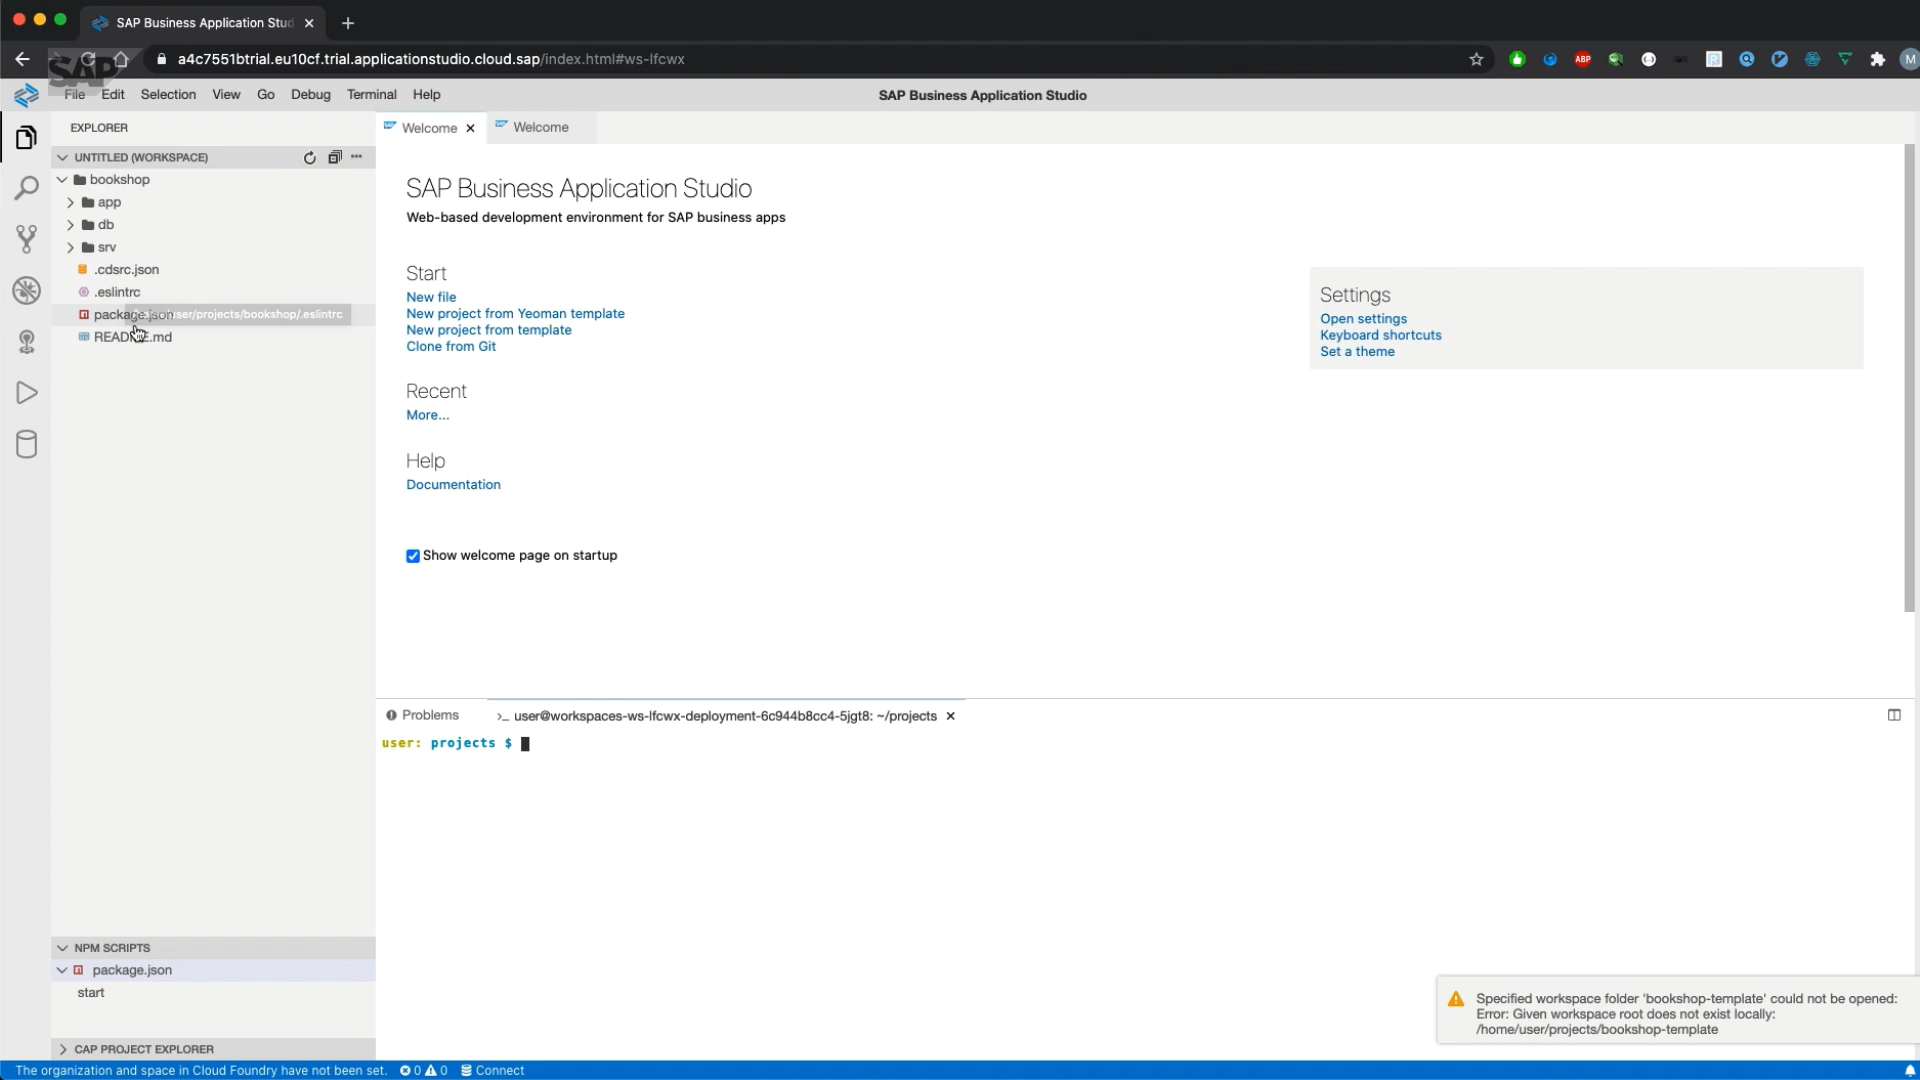 SAP Business Application Stud
a4c7551btrial.eu10cf.trial.applicationstudio.cloud.sap/index.html#ws-lfcwx
ABP
M
SAP
File Edit Selection View Go Debug Terminal Help
SAP Business Application Studio
EXPLORER
Welcome
Welcome
UNTITLED (WORKSPACE)
bookshop
app
db
srv
.cdsrc.json
.eslintrc
package.json
user/projects/bookshop/.eslintrc
README.md
SAP Business Application Studio
Web-based development environment for SAP business apps
Start
New file
New project from Yeoman template
New project from template
Clone from Git
Recent
More...
Help
Documentation
Show welcome page on startup
Settings
Open settings
Keyboard shortcuts
Set a theme
Problems
>_ user@workspaces-ws-lfcwx-deployment-6c944b8cc4-5jgt8: ~/projects
user: projects $
NPM SCRIPTS
package.json
start
CAP PROJECT EXPLORER
Specified workspace folder 'bookshop-template' could not be opened:
Error: Given workspace root does not exist locally:
/home/user/projects/bookshop-template
The organization and space in Cloud Foundry have not been set. 0 0 Connect